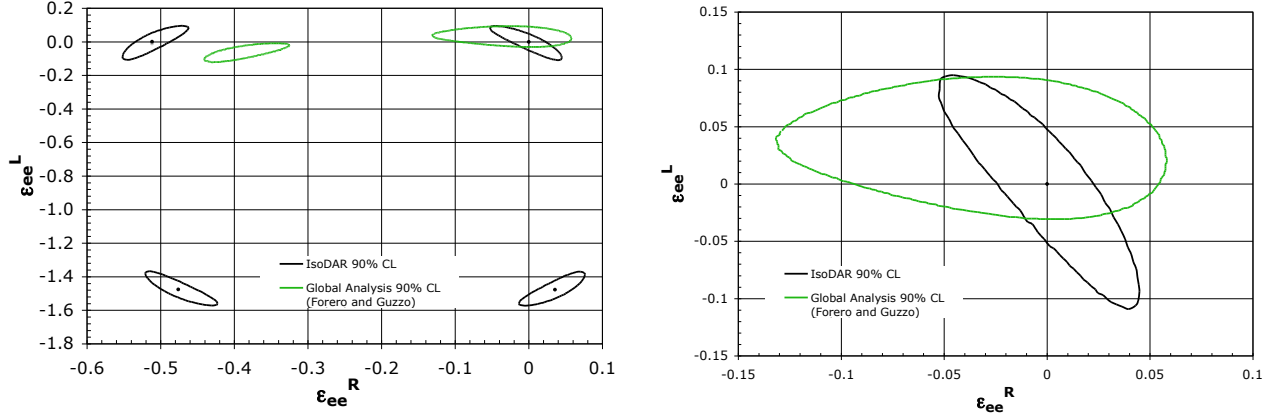 0.2
0.0
-0.2
-0.4
-0.6
-0.8
-1.0
-1.2
-1.4
-1.6
-1.8
εee L
IsoDAR 90% CL
Global Analysis 90% CL
(Forero and Guzzo)
-0.6 -0.5 -0.4 -0.3 -0.2 -0.1 0 0.1
εee R
0.15
0.1
0.05
0
-0.05
-0.1
-0.15
εee L
IsoDAR 90% CL
Global Analysis 90% CL
(Forero and Guzzo)
-0.15 -0.1 -0.05 0 0.05 0.1
εee R